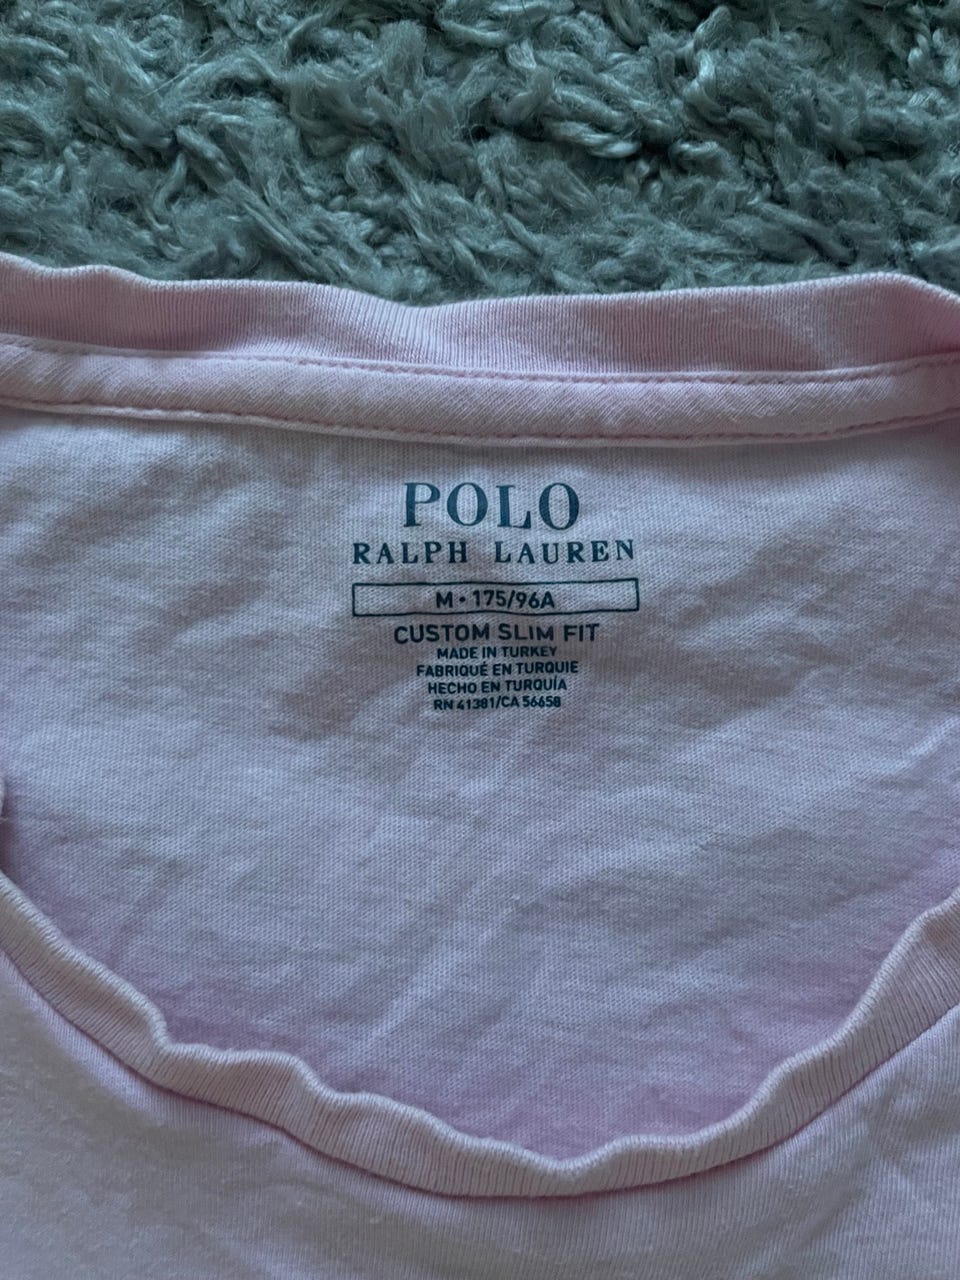 POLO
RALPH LAUREN
M • 175/96A
CUSTOM SLIM FIT
MADE IN TURKEY
FABRIQUÉ EN TURQUIE
HECHO EN TURQUÍA
RN 41381/CA 56658